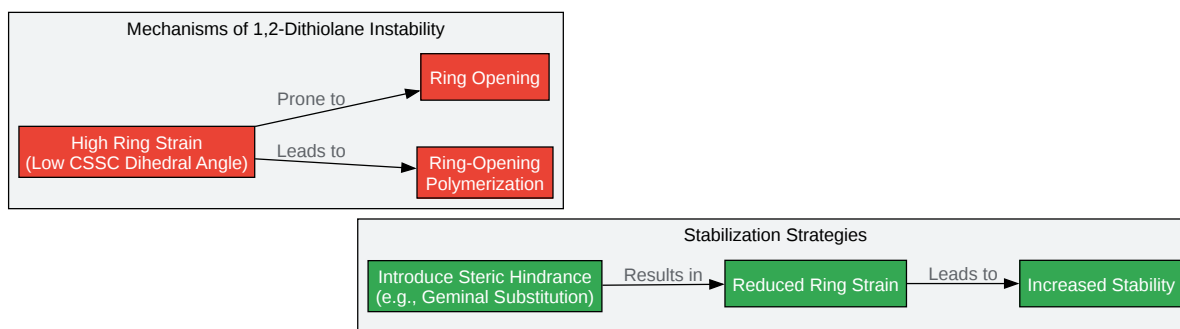 Mechanisms of 1,2-Dithiolane Instability
Ring Opening
Prone to
High Ring Strain
(Low CSSC Dihedral Angle)
Leads to
Ring-Opening
Polymerization
Stabilization Strategies
Introduce Steric Hindrance
(e.g., Geminal Substitution)
Results in
Reduced Ring Strain
Leads to
Increased Stability